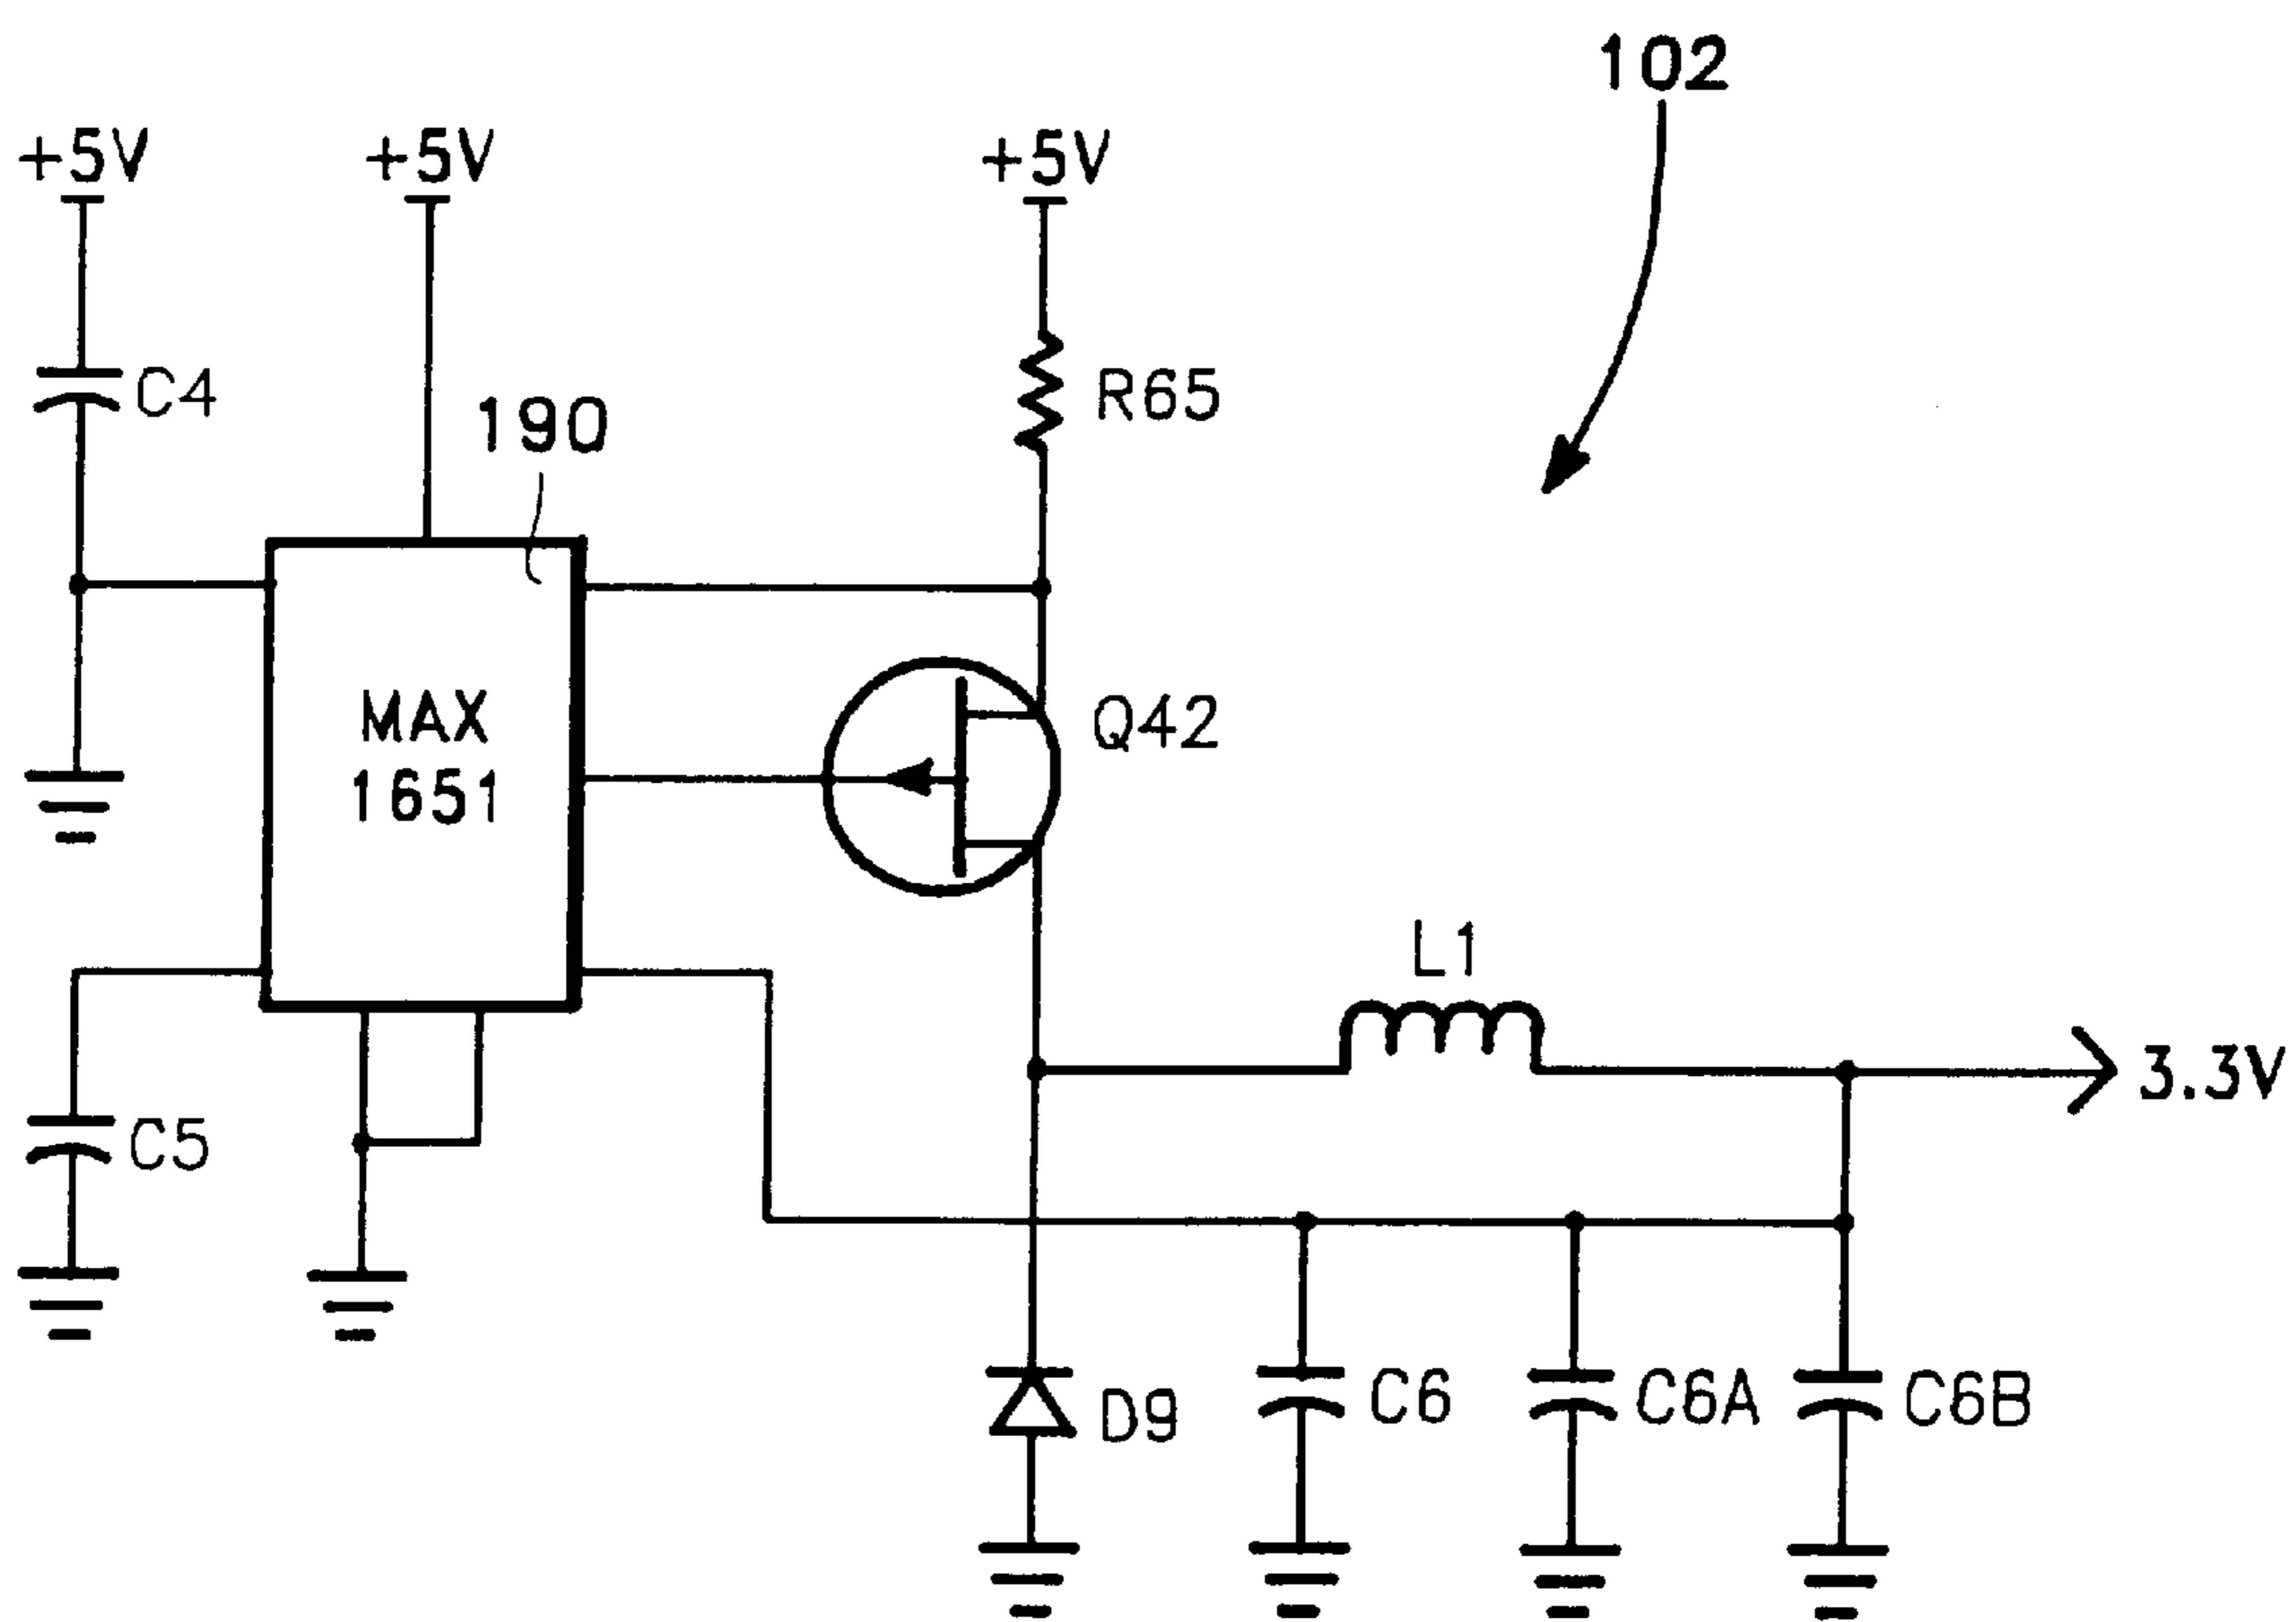 102
+5V
+5V
+5V
C4
R65
190
Q42
MAX
1651
L1
3.3V
C5
D9
C6
C6A
C6B